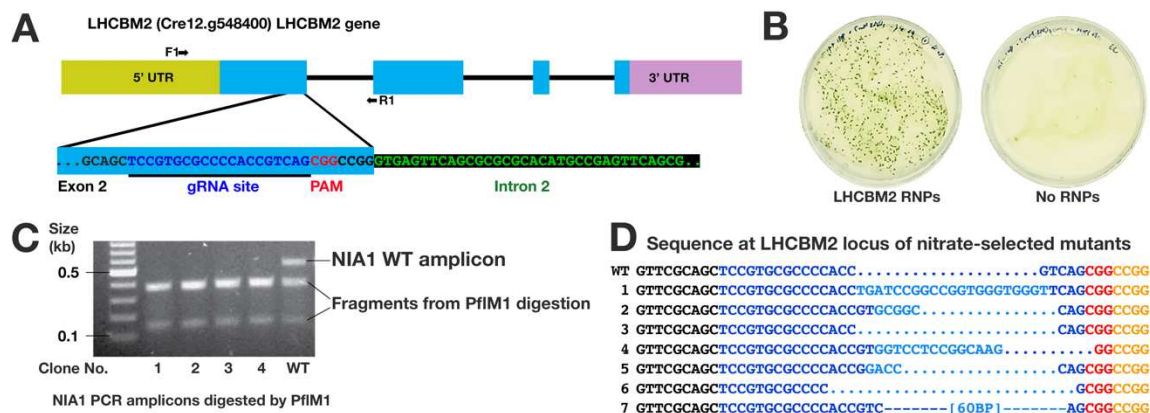 A
LHCBM2 (Cre12.g548400) LHCBM2 gene
F1
5' UTR
3' UTR
R1
...GCAGCTCCGTGCGCCCCACCGTCAGCGGCCGGGTGAGTTCAGCGCGCGCACATGCCGAGTTCAGCG..
Exon 2 gRNA site PAM Intron 2
B
LHCBM2 RNPs No RNPs
C
Size
(kb)
0.5
0.1
NIA1 WT amplicon
Fragments from PflM1 digestion
Clone No. 1 2 3 4 WT
NIA1 PCR amplicons digested by PflM1
D Sequence at LHCBM2 locus of nitrate-selected mutants
WT GTTCGCAGCTCCGTGCGCCCCACC...................GTCAGCGGCCGG
1 GTTCGCAGCTCCGTGCGCCCCACCTGATCCGGCCGGTGGGTGGGTTCAGCGGCCGG
2 GTTCGCAGCTCCGTGCGCCCCACCGTGCGGC..............CAGCGGCCGG
3 GTTCGCAGCTCCGTGCGCCCCACC.....................CAGCGGCCGG
4 GTTCGCAGCTCCGTGCGCCCCACCGTGGTCCTCCGGCAAG.........GGCCGG
5 GTTCGCAGCTCCGTGCGCCCCACCGGACC................CAGCGGCCGG
6 GTTCGCAGCTCCGTGCGCCCC..........................GCGGCCGG
7 GTTCGCAGCTCCGTGCGCCCCACCGTC-------[60BP]-----AGCGGCCGG